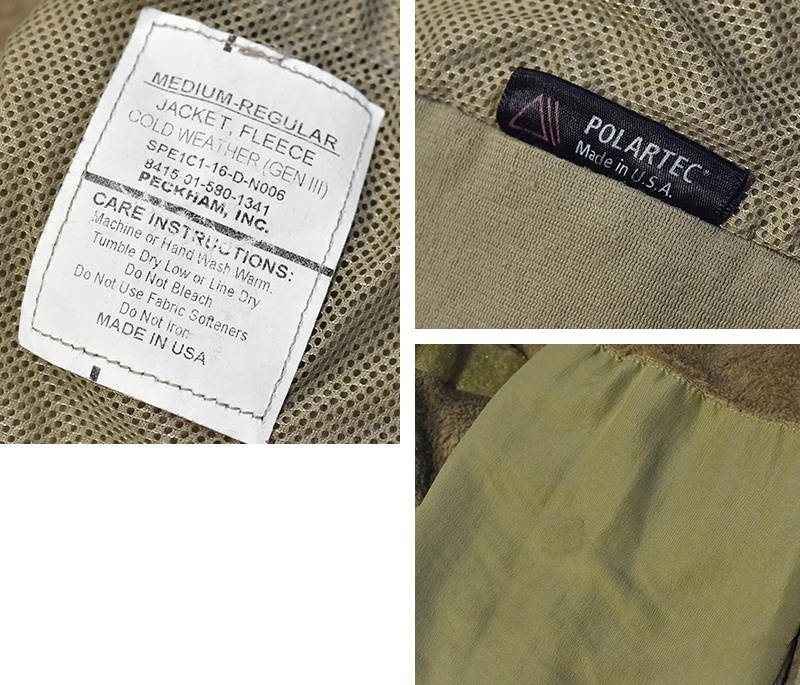 MEDIUM-REGULAR
JACKET, FLEECE
COLD WEATHER (GEN III)
SPE1C1-16-D-N006
8415-01-580-1341
PECKHAM, INC.
CARE INSTRUCTIONS:
Machine or Hand Wash Warm.
Tumble Dry Low or Line Dry
Do Not Bleach
Do Not Use Fabric Softeners
Do Not Iron
MADE IN USA
POLARTEC®
Made in U.S.A.